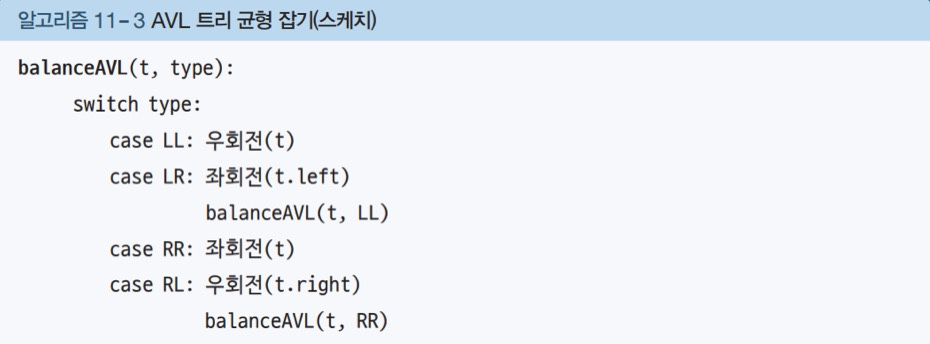 알고리즘 11-3 AVL 트리 균형 잡기(스케치)
balanceAVL(t, type):
switch type:
case LL: 우회전(t)
case LR: 좌회전(t.left)
balanceAVL(t, LL)
case RR: 좌회전(t)
case RL: 우회전(t.right)
balanceAVL(t, RR)